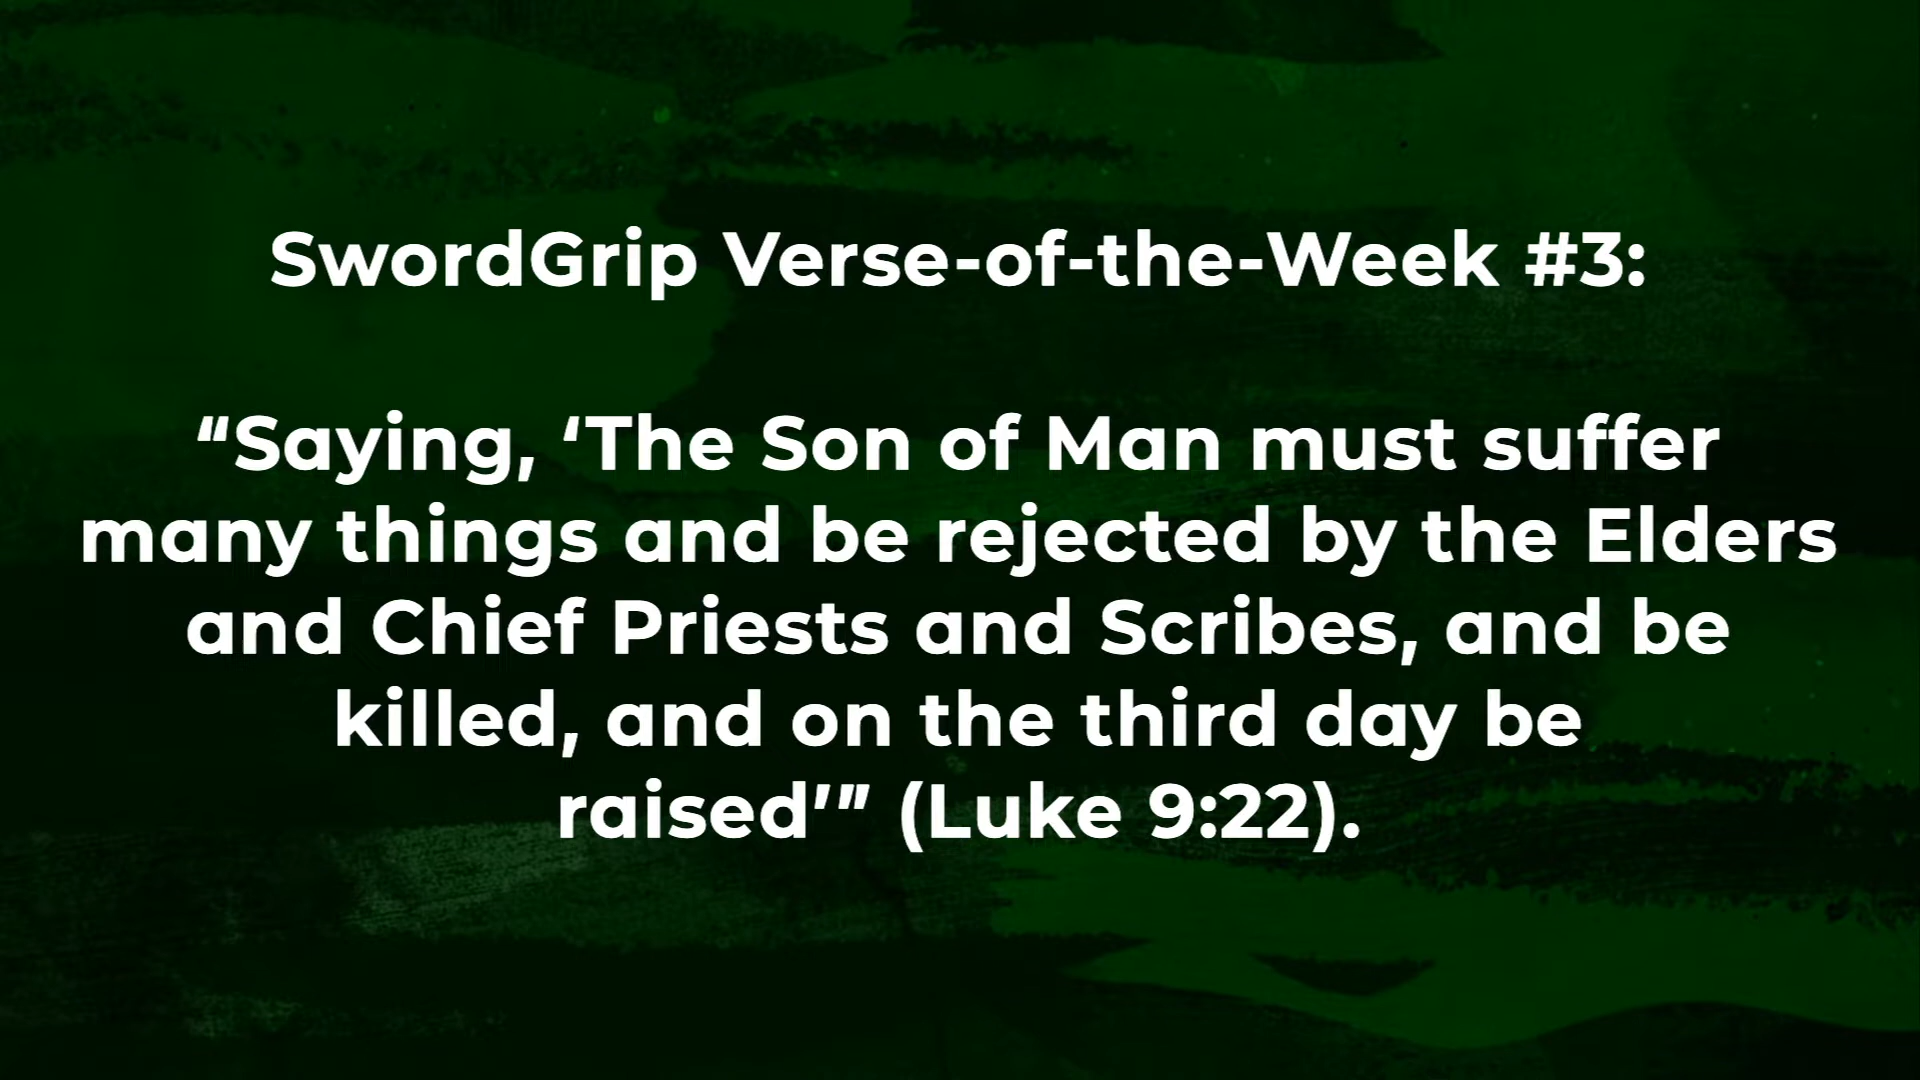 SwordGrip Verse-of-the-Week #3:
“Saying, ‘The Son of Man must suffer
many things and be rejected by the Elders
and Chief Priests and Scribes, and be
killed, and on the third day be
raised’” (Luke 9:22).